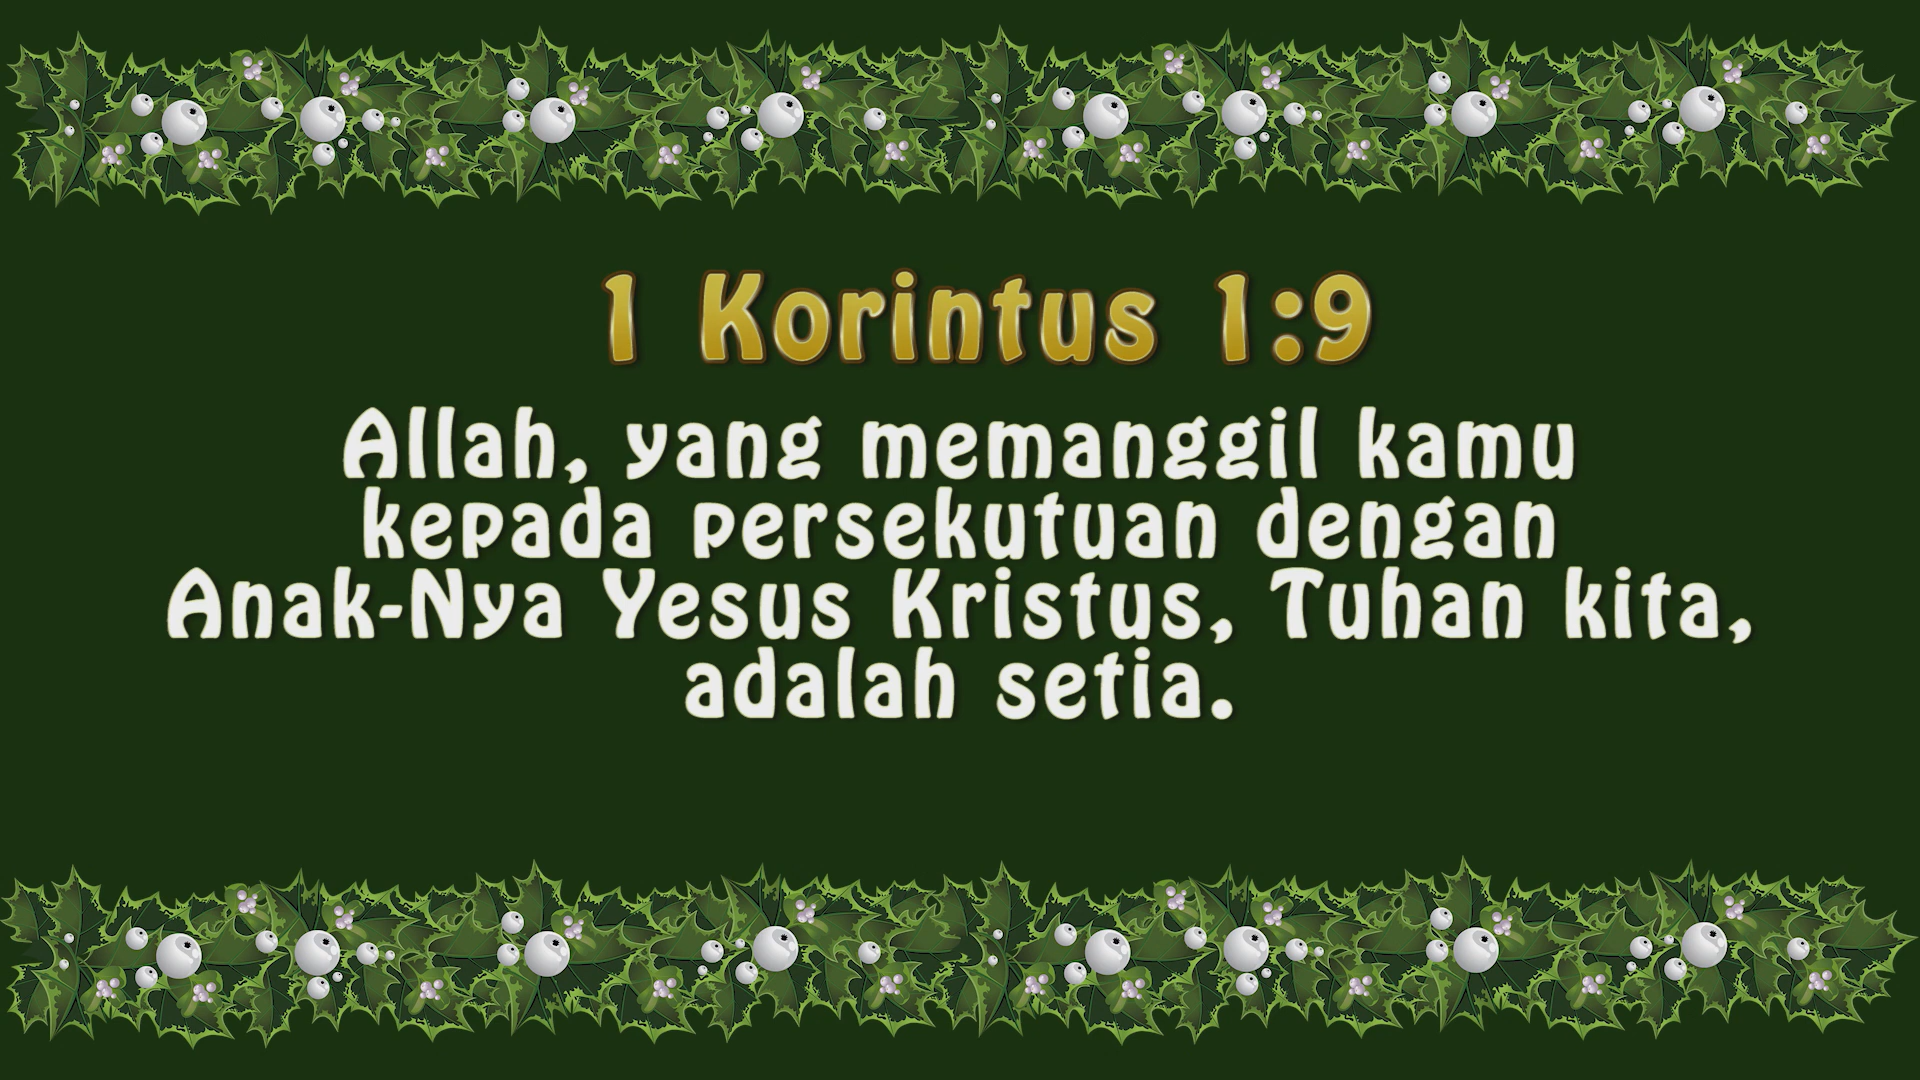 1 Korintus 1:9
Allah, yang memanggil kamu
kepada persekutuan dengan
Anak-Nya Yesus Kristus, Tuhan kita,
adalah setia.